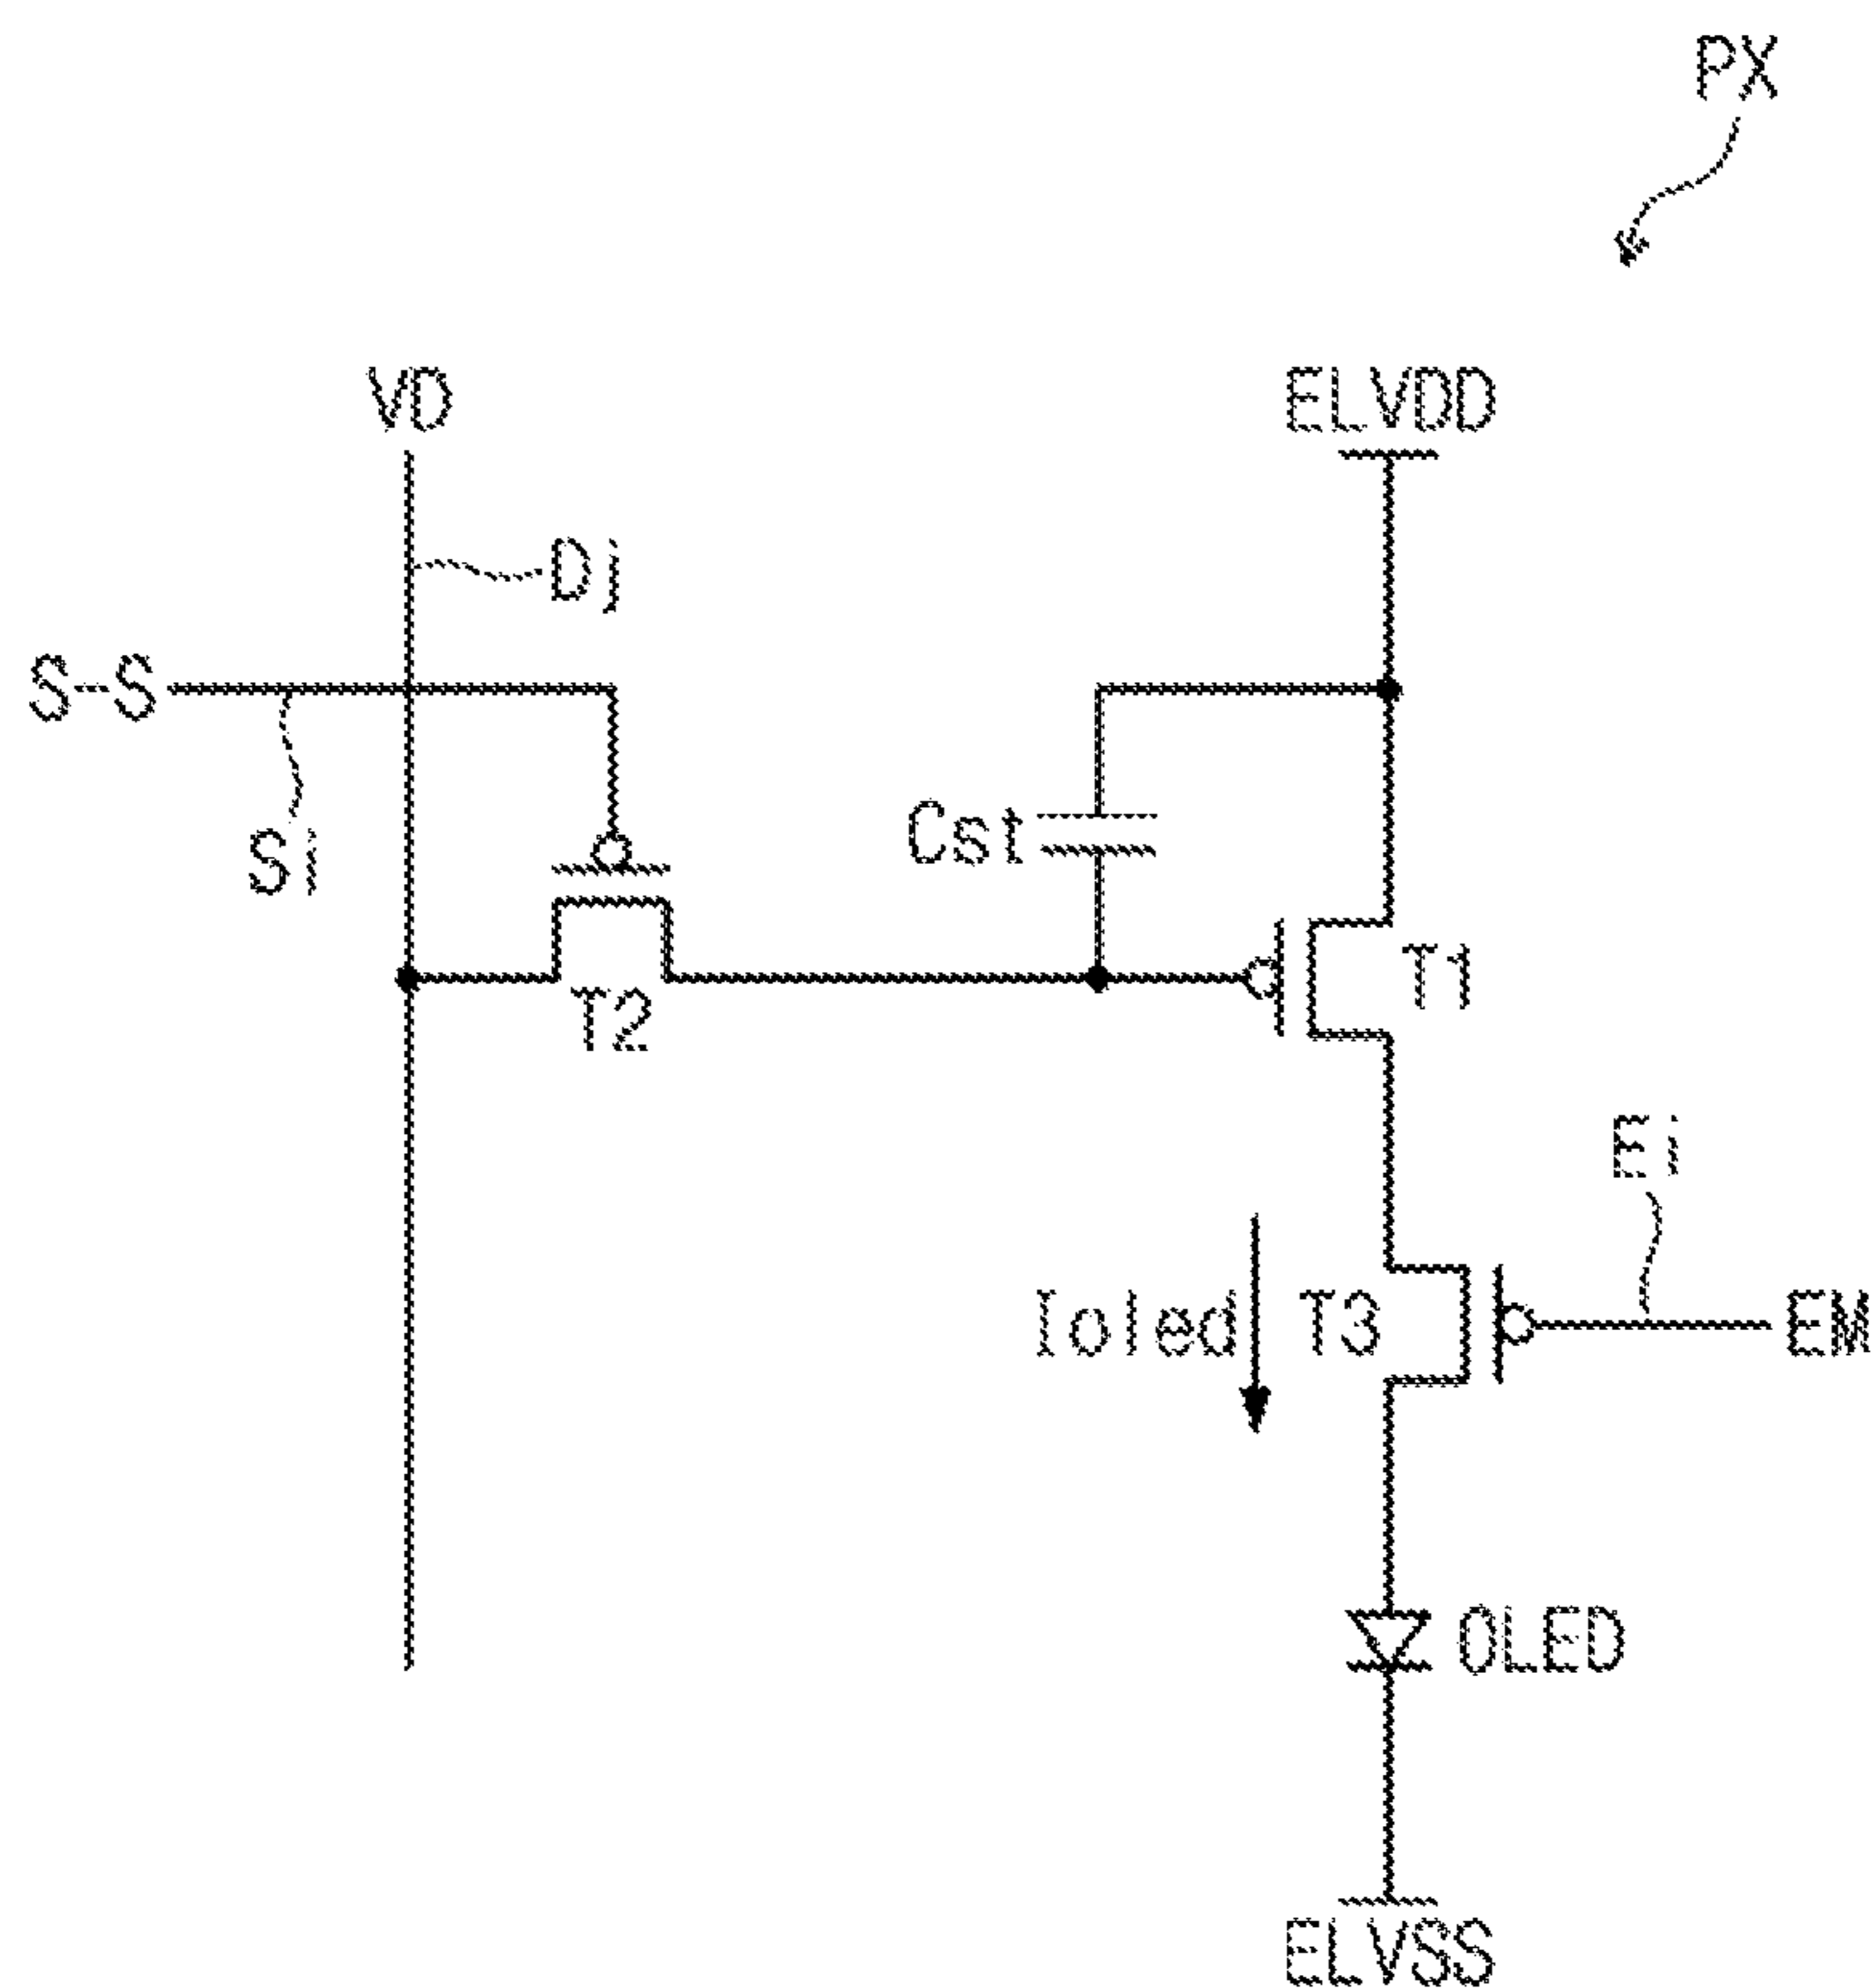 PX
VD
ELVDD
Dj
S-S
Cst
Si
T1
T2
Ei
Ioled
T3
EM
OLED
ELVSS